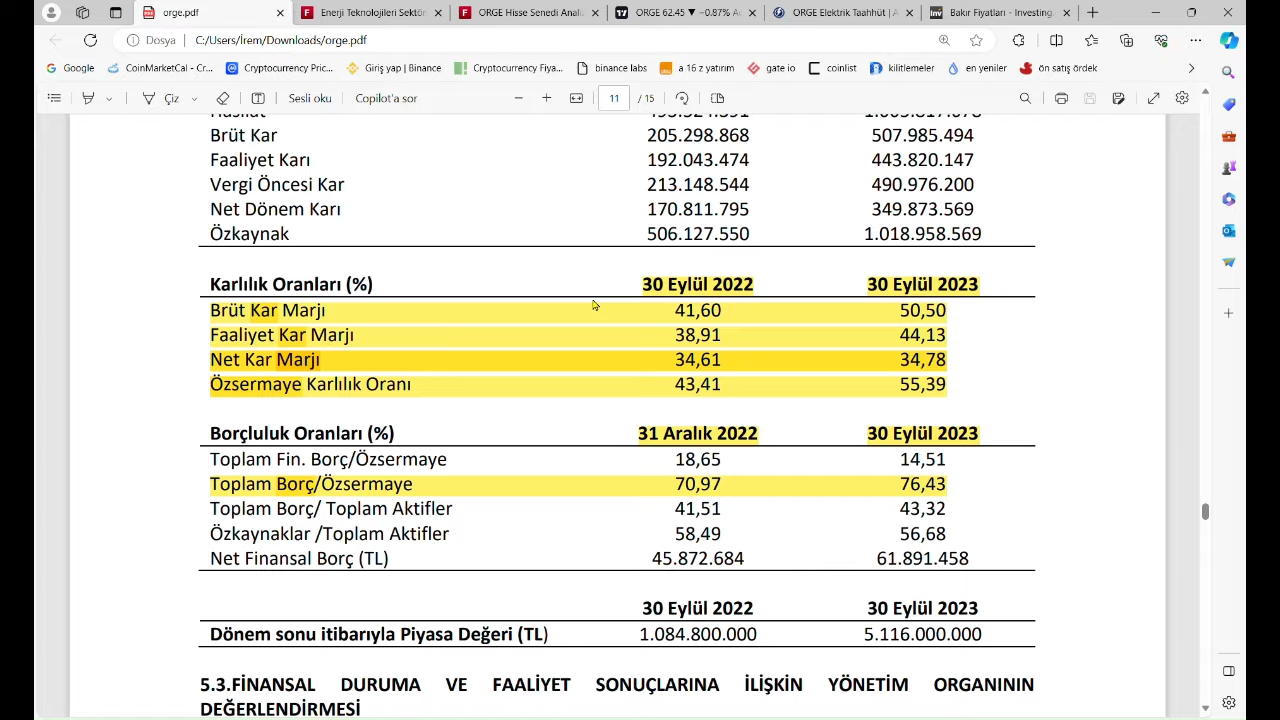 orge.pdf
Enerji Teknolojileri Sektör
ORGE Hisse Senedi Anal
ORGE 62.45 ▼ −0.87% A
ORGE Elektrik Taahhüt | A
Bakır Fiyatları - Investing.
Dosya | C:/Users/İrem/Downloads/orge.pdf
Google
CoinMarketCal - Cr...
Cryptocurrency Pric...
Giriş yap | Binance
Cryptocurrency Fiya...
binance labs
a 16 z yatırım
gate io
coinlist
kilitlemeler
en yeniler
ön satış ördek
Çiz
Sesli oku
Copilot'a sor
11 / 15
Brüt Kar 205.298.868 507.985.494
Faaliyet Karı 192.043.474 443.820.147
Vergi Öncesi Kar 213.148.544 490.976.200
Net Dönem Karı 170.811.795 349.873.569
Özkaynak 506.127.550 1.018.958.569
Karlılık Oranları (%) 30 Eylül 2022 30 Eylül 2023
Brüt Kar Marjı 41,60 50,50
Faaliyet Kar Marjı 38,91 44,13
Net Kar Marjı 34,61 34,78
Özsermaye Karlılık Oranı 43,41 55,39
Borçluluk Oranları (%) 31 Aralık 2022 30 Eylül 2023
Toplam Fin. Borç/Özsermaye 18,65 14,51
Toplam Borç/Özsermaye 70,97 76,43
Toplam Borç/ Toplam Aktifler 41,51 43,32
Özkaynaklar /Toplam Aktifler 58,49 56,68
Net Finansal Borç (TL) 45.872.684 61.891.458
30 Eylül 2022 30 Eylül 2023
Dönem sonu itibarıyla Piyasa Değeri (TL) 1.084.800.000 5.116.000.000
5.3.FİNANSAL DURUMA VE FAALİYET SONUÇLARINA İLİŞKİN YÖNETİM ORGANININ
DEĞERLENDİRMESİ